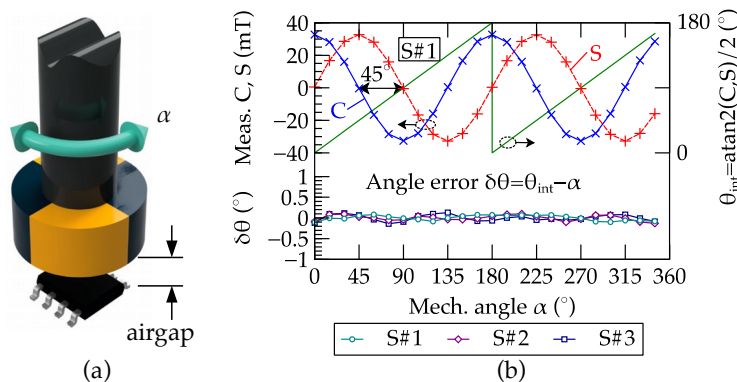 (a)
α
airgap
40
20
0
−20
−40
Meas. C, S (mT)
S#1
45°
C
S
180
0
θint=atan2(C,S)/2 (°)
Angle error δθ=θint−α
1
0.5
0
−0.5
−1
δθ (°)
0 45 90 135 180 225 270 315 360
Mech. angle α (°)
S#1 S#2 S#3
(a)
(b)